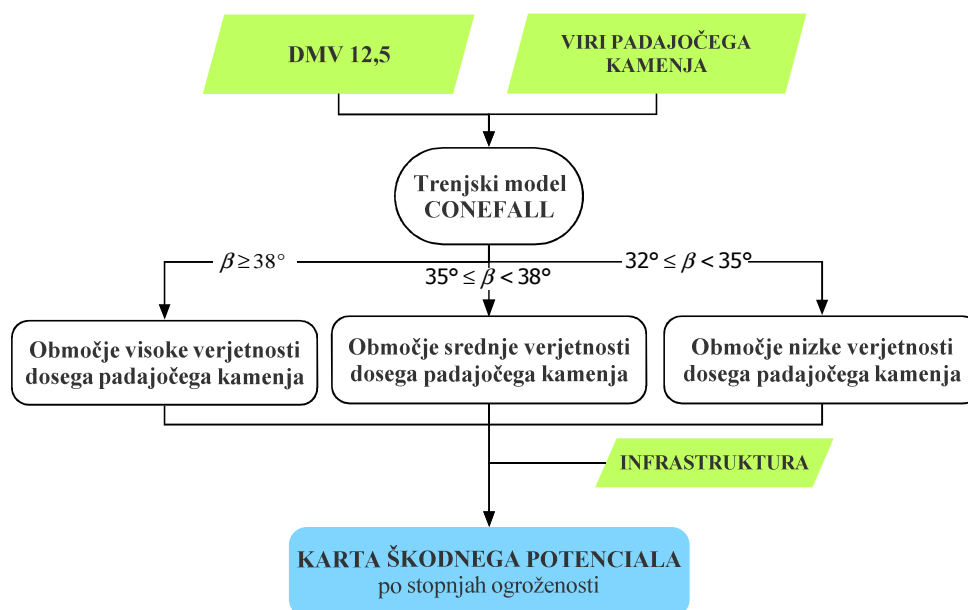 DMV 12,5
VIRI PADAJOČEGA
KAMENJA
Trenjski model
CONEFALL
β ≥ 38°
35° ≤ β < 38°
32° ≤ β < 35°
Območje visoke verjetnosti
dosega padajočega kamenja
Območje srednje verjetnosti
dosega padajočega kamenja
Območje nizke verjetnosti
dosega padajočega kamenja
INFRASTRUKTURA
KARTA ŠKODNEGA POTENCIALA
po stopnjah ogroženosti